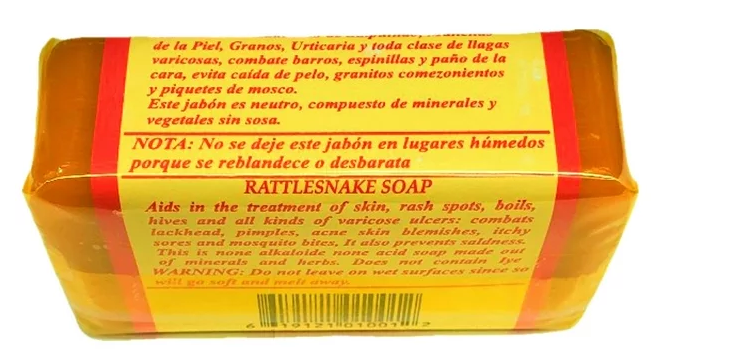 de la Piel, Granos, Urticaria y toda clase de llagas
varicosas, combate barros, espinillas y paño de la
cara, evita caída de pelo, granitos comezonientos
y piquetes de mosco.
Este jabón es neutro, compuesto de minerales y
vegetales sin sosa.
NOTA: No se deje este jabón en lugares húmedos
porque se reblandece o desbarata
RATTLESNAKE SOAP
Aids in the treatment of skin, rash spots, boils,
hives and all kinds of varicose ulcers: combats
lackhead, pimples, acne skin blemishes, itchy
sores and mosquito bites, It also prevents saldness.
This is none alkaloide none acid soap made out
of minerals and herbs. Does not contain lye
WARNING: Do not leave on wet surfaces since so
will go soft and melt away.
6 19121 01001 2